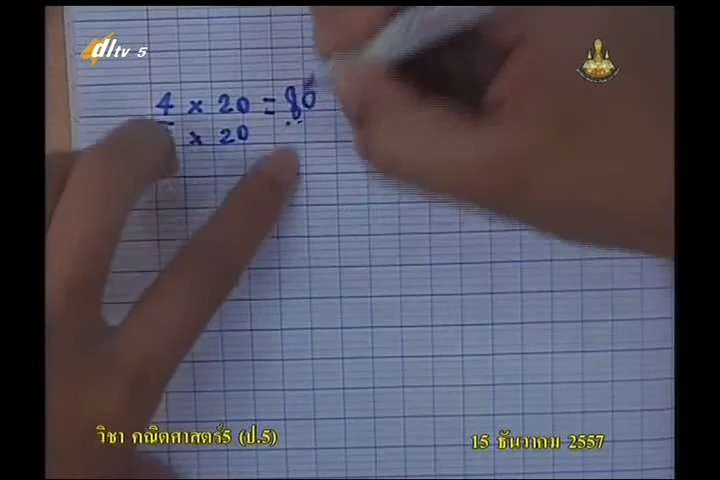 dltv 5
4 × 20 = 80
× 20
วิชา คณิตศาสตร์5 (ป.5)
15 ธันวาคม 2557